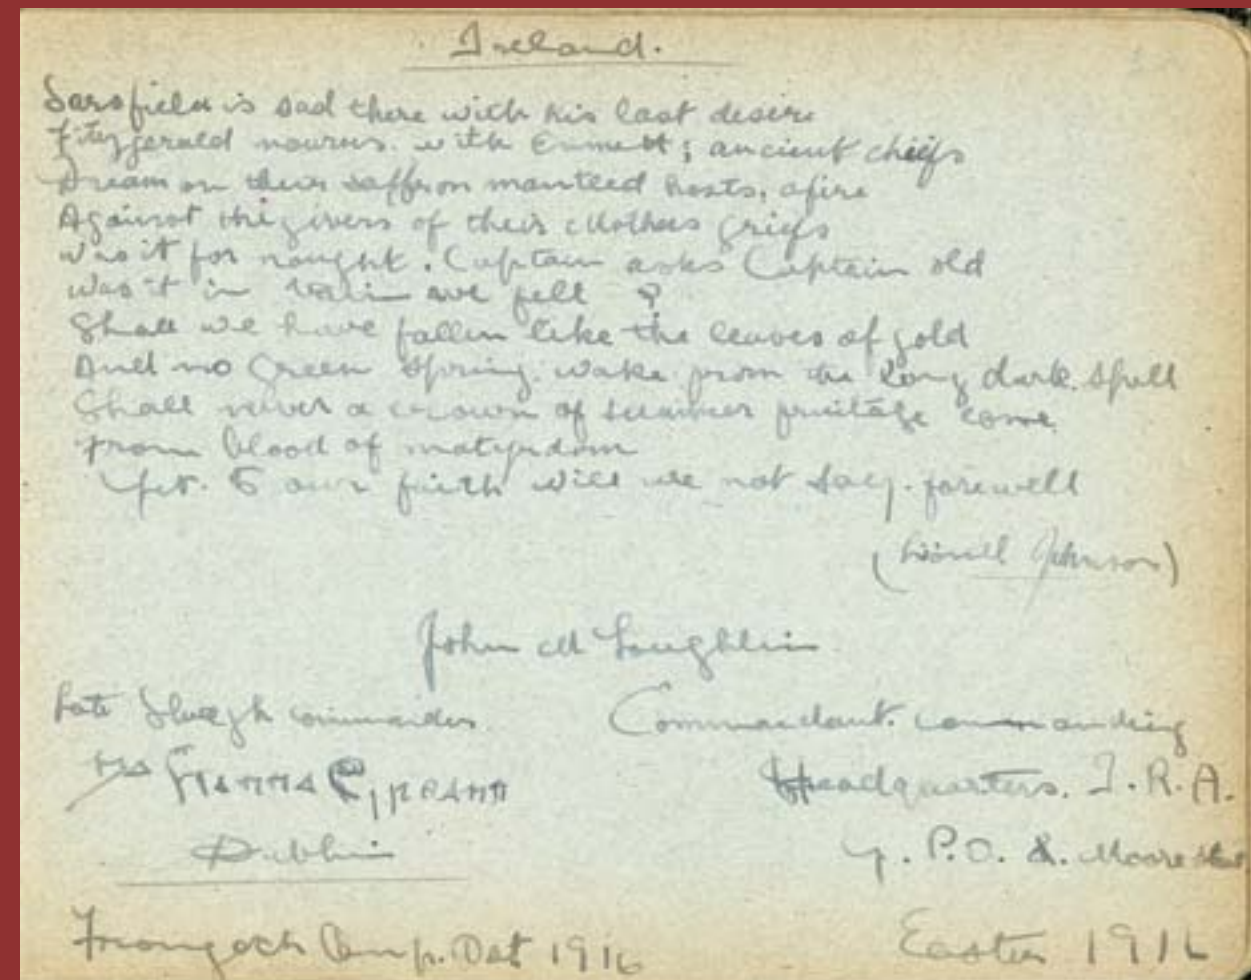 Ireland.
Sarsfield is sad there with his last desire
Fitzgerald mourns. with Emmett; ancient chiefs
Dream on their saffron mantled hosts. afire
Against the givers of their Mothers griefs
Was it for naught. Captain asks Captain old
Was it in vain we fell ?
Shall we have fallen like the leaves of gold
And no Green Spring. wake from the long dark. Spell
Shall never a crown of summer fruitage come
From blood of matyrdom
Yet. to our faith will we not say. farewell
(Lionel Johnson)
John McLoughlin
Late Sluagh commander. Commandant. commanding
Na Fianna Éireann Headquarters. I.R.A.
Dublin G.P.O. &. Moore
Frongoch Camp. Oct 1916 Easter 1916